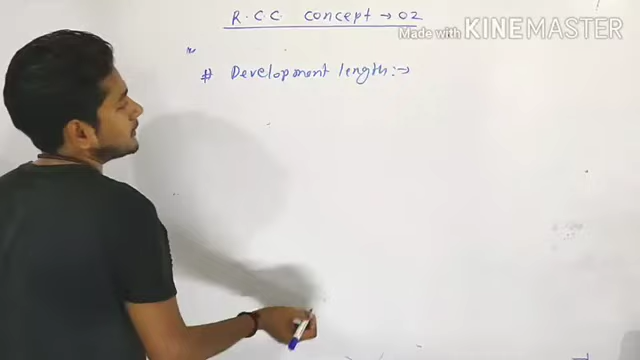 R.C.C. Concept → 02
Made with KINEMASTER
# Development length:→